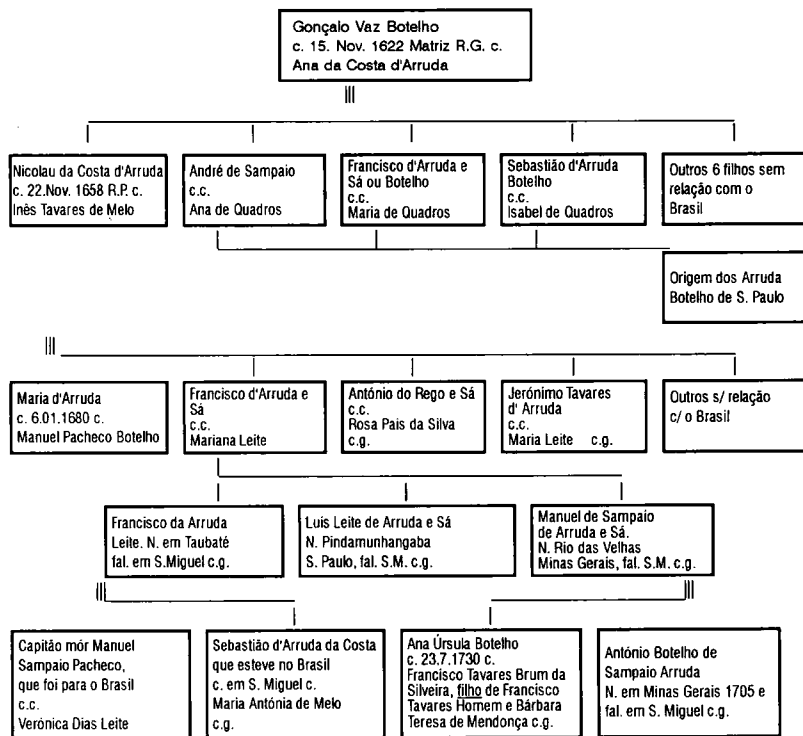 Gonçalo Vaz Botelho
c. 15. Nov. 1622 Matriz R.G. c.
Ana da Costa d'Arruda
Nicolau da Costa d'Arruda
c. 22.Nov. 1658 R.P. c.
Inês Tavares de Melo
André de Sampaio
c.c.
Ana de Quadros
Francisco d'Arruda e
Sá ou Botelho
c.c.
Maria de Quadros
Sebastião d'Arruda
Botelho
c.c.
Isabel de Quadros
Outros 6 filhos sem
relação com o
Brasil
Origem dos Arruda
Botelho de S. Paulo
Maria d'Arruda
c. 6.01.1680 c.
Manuel Pacheco Botelho
Francisco d'Arruda e
Sá
c.c.
Mariana Leite
António do Rego e Sá
c.c.
Rosa Pais da Silva
c.g.
Jerónimo Tavares
d' Arruda
c.c.
Maria Leite c.g.
Outros s/ relação
c/ o Brasil
Francisco da Arruda
Leite. N. em Taubaté
fal. em S.Miguel c.g.
Luis Leite de Arruda e Sá
N. Pindamunhangaba
S. Paulo, fal. S.M. c.g.
Manuel de Sampaio
de Arruda e Sá.
N. Rio das Velhas
Minas Gerais, fal. S.M. c.g.
Capitão mór Manuel
Sampaio Pacheco,
que foi para o Brasil
c.c.
Verónica Dias Leite
Sebastião d'Arruda da Costa
que esteve no Brasil
c. em S. Miguel c.
Maria Antónia de Melo
c.g.
Ana Úrsula Botelho
c. 23.7.1730 c.
Francisco Tavares Brum da
Silveira, filho de Francisco
Tavares Homem e Bárbara
Teresa de Mendonça c.g.
António Botelho de
Sampaio Arruda
N. em Minas Gerais 1705 e
fal. em S. Miguel c.g.